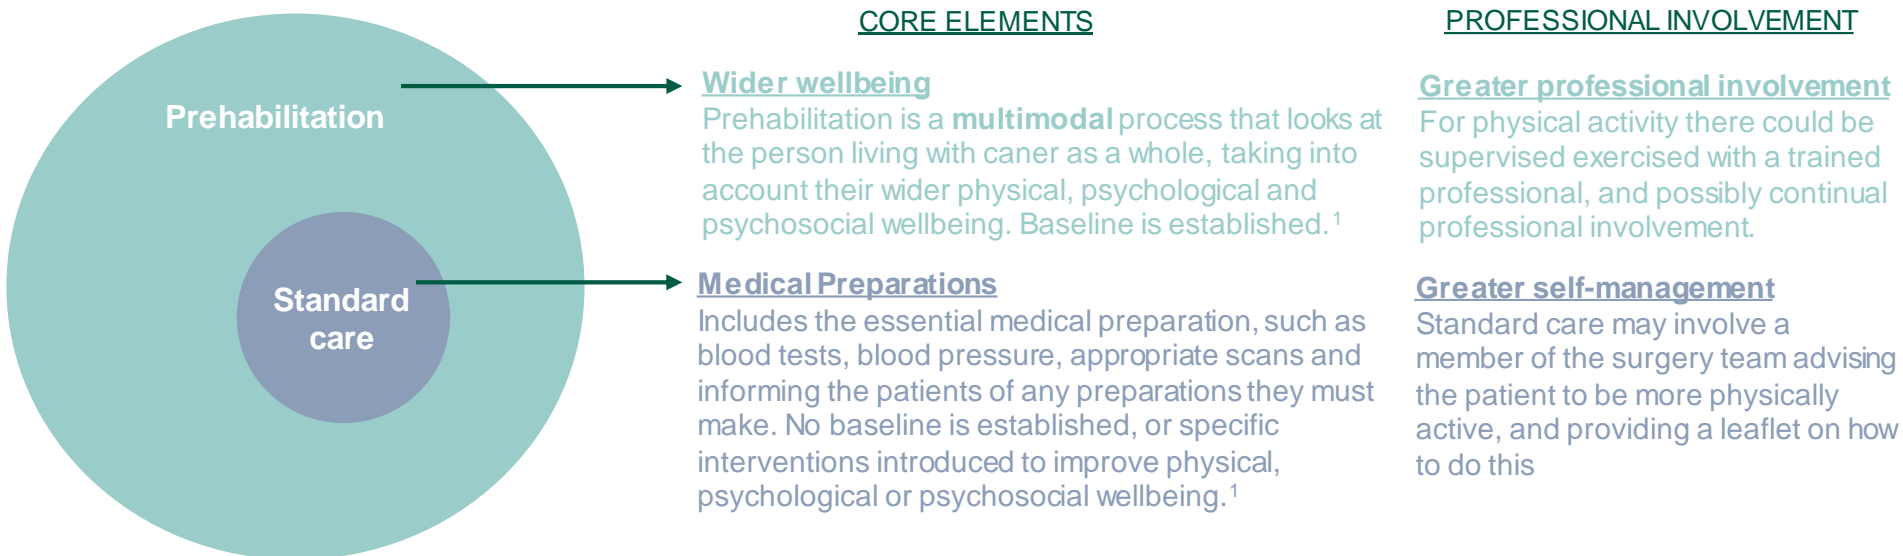 Prehabilitation
Standard
care
CORE ELEMENTS
Wider wellbeing
Prehabilitation is a multimodal process that looks at
the person living with caner as a whole, taking into
account their wider physical, psychological and
psychosocial wellbeing. Baseline is established.¹
Medical Preparations
Includes the essential medical preparation, such as
blood tests, blood pressure, appropriate scans and
informing the patients of any preparations they must
make. No baseline is established, or specific
interventions introduced to improve physical,
psychological or psychosocial wellbeing.¹
PROFESSIONAL INVOLVEMENT
Greater professional involvement
For physical activity there could be
supervised exercised with a trained
professional, and possibly continual
professional involvement.
Greater self-management
Standard care may involve a
member of the surgery team advising
the patient to be more physically
active, and providing a leaflet on how
to do this